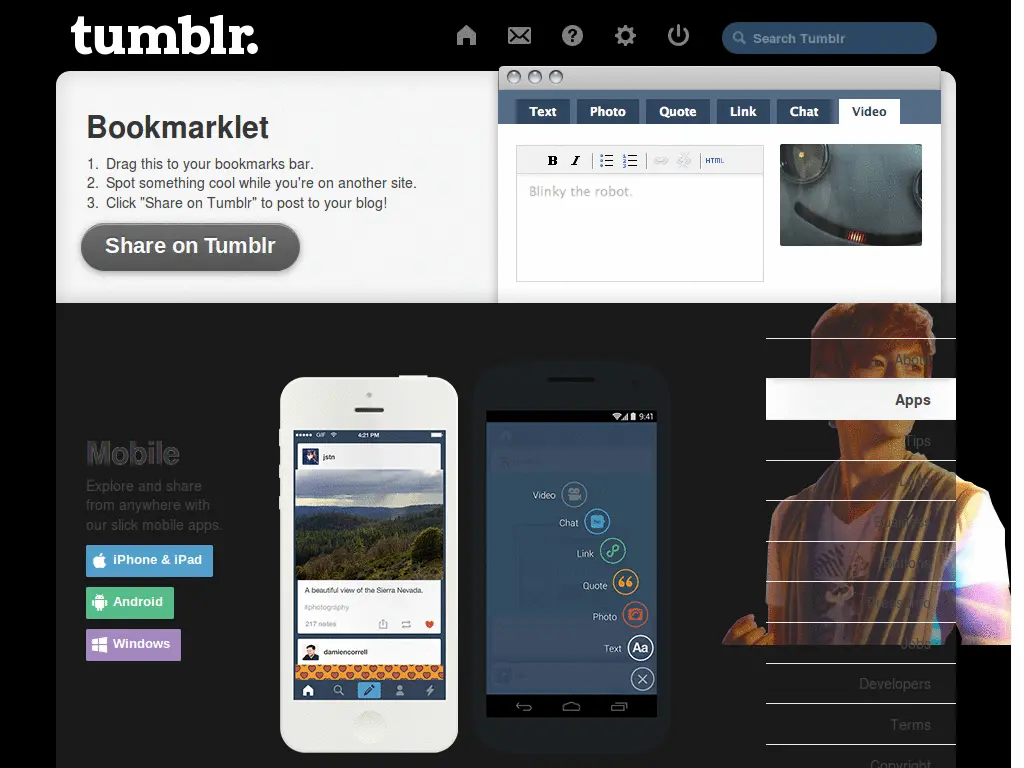 tumblr.
Search Tumblr
Bookmarklet
1. Drag this to your bookmarks bar.
2. Spot something cool while you're on another site.
3. Click "Share on Tumblr" to post to your blog!
Share on Tumblr
Text Photo Quote Link Chat Video
B I HTML
Blinky the robot.
Mobile
Explore and share
from anywhere with
our slick mobile apps.
iPhone & iPad
Android
Windows
GIF 4:21 PM
jstn
A beautiful view of the Sierra Nevada.
#photography
217 notes
damiencorrell
9:41
Video
Chat
Link
Quote
Photo
Text Aa
About
Apps
Tips
Jobs
Developers
Terms
Copyright